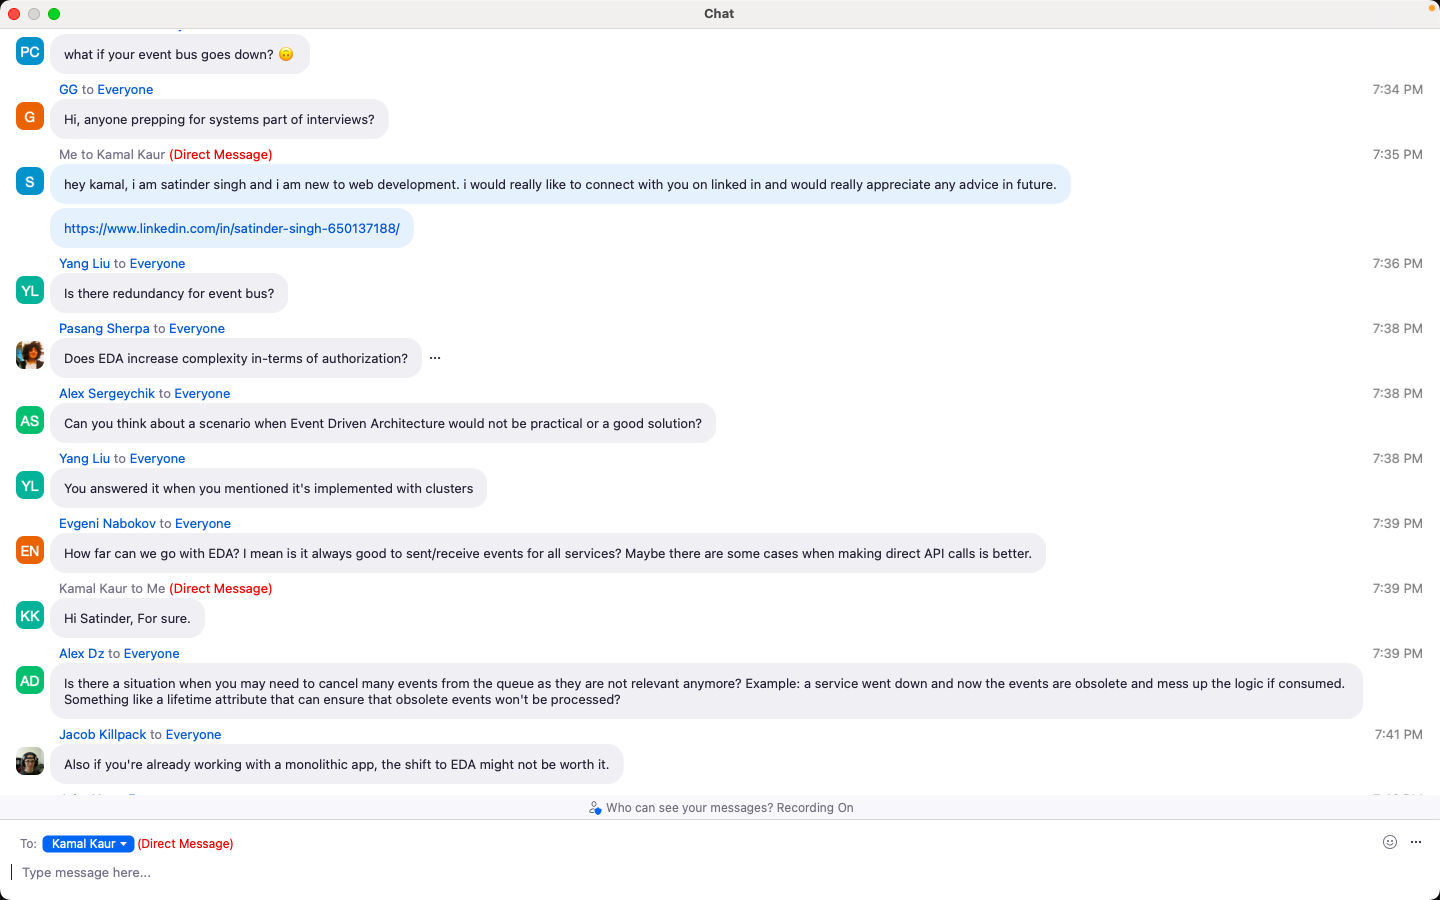 Chat
PC
what if your event bus goes down? 🙃
GG to Everyone
7:34 PM
G
Hi, anyone prepping for systems part of interviews?
Me to Kamal Kaur (Direct Message)
7:35 PM
S
hey kamal, i am satinder singh and i am new to web development. i would really like to connect with you on linked in and would really appreciate any advice in future.
https://www.linkedin.com/in/satinder-singh-650137188/
Yang Liu to Everyone
7:36 PM
YL
Is there redundancy for event bus?
Pasang Sherpa to Everyone
7:38 PM
Does EDA increase complexity in-terms of authorization?
Alex Sergeychik to Everyone
7:38 PM
AS
Can you think about a scenario when Event Driven Architecture would not be practical or a good solution?
Yang Liu to Everyone
7:38 PM
YL
You answered it when you mentioned it's implemented with clusters
Evgeni Nabokov to Everyone
7:39 PM
EN
How far can we go with EDA? I mean is it always good to sent/receive events for all services? Maybe there are some cases when making direct API calls is better.
Kamal Kaur to Me (Direct Message)
7:39 PM
KK
Hi Satinder, For sure.
Alex Dz to Everyone
7:39 PM
AD
Is there a situation when you may need to cancel many events from the queue as they are not relevant anymore? Example: a service went down and now the events are obsolete and mess up the logic if consumed.
Something like a lifetime attribute that can ensure that obsolete events won't be processed?
Jacob Killpack to Everyone
7:41 PM
Also if you're already working with a monolithic app, the shift to EDA might not be worth it.
Who can see your messages? Recording On
To: Kamal Kaur (Direct Message)
Type message here...